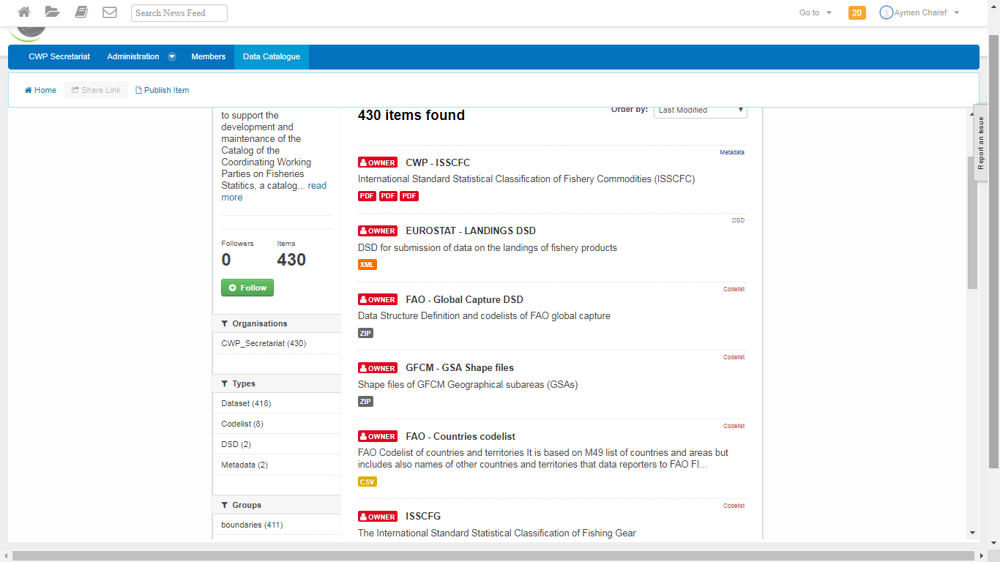 Search News Feed
Go to
20
Aymen Charef
CWP Secretariat
Administration
Members
Data Catalogue
Home
Share Link
Publish Item
Report an issue
to support the
development and
maintenance of the
Catalog of the
Coordinating Working
Parties on Fisheries
Statitics, a catalog... read
more
Followers
Items
0
430
Follow
Organisations
CWP_Secretariat (430)
Types
Dataset (418)
Codelist (8)
DSD (2)
Metadata (2)
Groups
boundaries (411)
430 items found
Order by:
Last Modified
Metadata
OWNER CWP - ISSCFC
International Standard Statistical Classification of Fishery Commodities (ISSCFC)
PDF PDF PDF
DSD
OWNER EUROSTAT - LANDINGS DSD
DSD for submission of data on the landings of fishery products
XML
Codelist
OWNER FAO - Global Capture DSD
Data Structure Definition and codelists of FAO global capture
ZIP
Codelist
OWNER GFCM - GSA Shape files
Shape files of GFCM Geographical subareas (GSAs)
ZIP
Codelist
OWNER FAO - Countries codelist
FAO Codelist of countries and territories It is based on M49 list of countries and areas but
includes also names of other countries and territories that data reporters to FAO FI...
CSV
Codelist
OWNER ISSCFG
The International Standard Statistical Classification of Fishing Gear